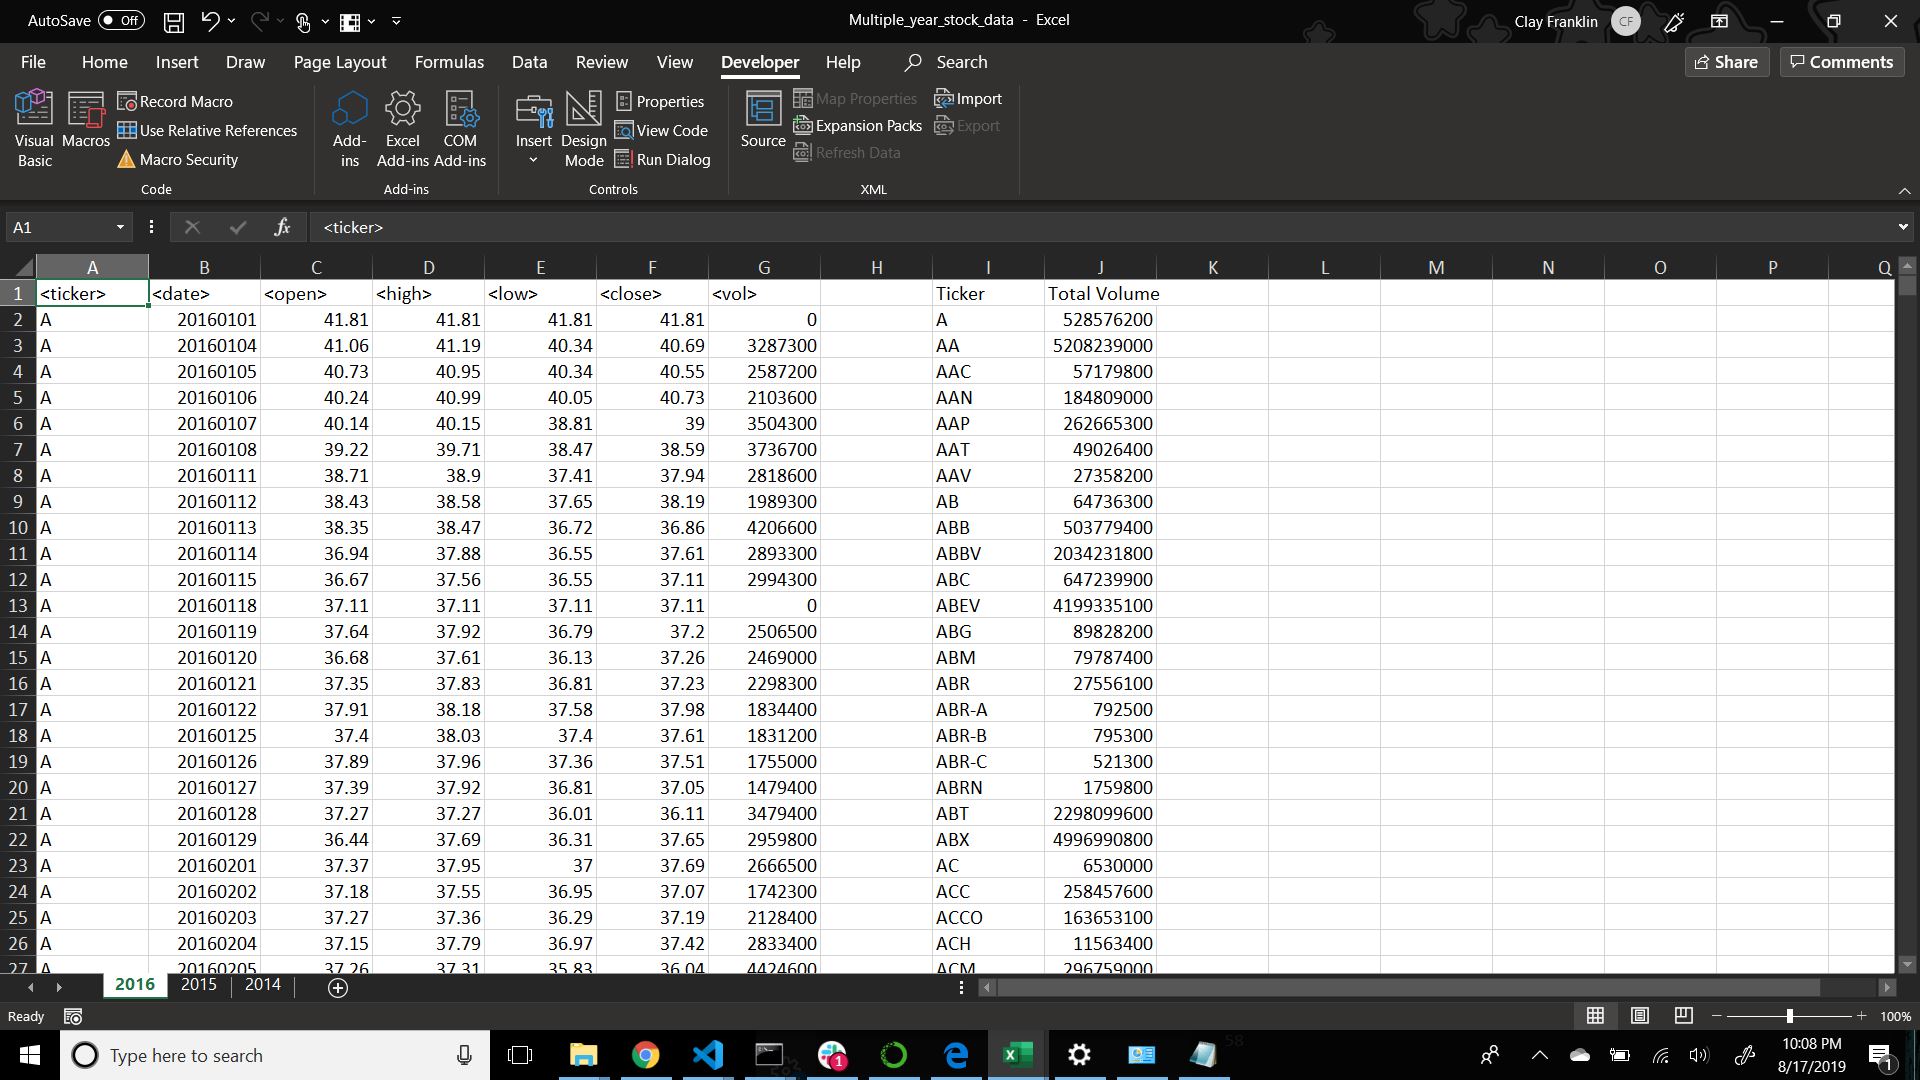 AutoSave Off Multiple_year_stock_data - Excel Clay Franklin CF
File Home Insert Draw Page Layout Formulas Data Review View Developer Help Search Share Comments
Visual Basic Macros Record Macro Use Relative References Macro Security Add-ins Excel Add-ins COM Add-ins Insert Design Mode Properties View Code Run Dialog Source Map Properties Expansion Packs Refresh Data Import Export
Code Add-ins Controls XML
A1 fx <ticker>
A B C D E F G H I J K L M N O P Q
1 <ticker> <date> <open> <high> <low> <close> <vol> Ticker Total Volume
2 A 20160101 41.81 41.81 41.81 41.81 0 A 528576200
3 A 20160104 41.06 41.19 40.34 40.69 3287300 AA 5208239000
4 A 20160105 40.73 40.95 40.34 40.55 2587200 AAC 57179800
5 A 20160106 40.24 40.99 40.05 40.73 2103600 AAN 184809000
6 A 20160107 40.14 40.15 38.81 39 3504300 AAP 262665300
7 A 20160108 39.22 39.71 38.47 38.59 3736700 AAT 49026400
8 A 20160111 38.71 38.9 37.41 37.94 2818600 AAV 27358200
9 A 20160112 38.43 38.58 37.65 38.19 1989300 AB 64736300
10 A 20160113 38.35 38.47 36.72 36.86 4206600 ABB 503779400
11 A 20160114 36.94 37.88 36.55 37.61 2893300 ABBV 2034231800
12 A 20160115 36.67 37.56 36.55 37.11 2994300 ABC 647239900
13 A 20160118 37.11 37.11 37.11 37.11 0 ABEV 4199335100
14 A 20160119 37.64 37.92 36.79 37.2 2506500 ABG 89828200
15 A 20160120 36.68 37.61 36.13 37.26 2469000 ABM 79787400
16 A 20160121 37.35 37.83 36.81 37.23 2298300 ABR 27556100
17 A 20160122 37.91 38.18 37.58 37.98 1834400 ABR-A 792500
18 A 20160125 37.4 38.03 37.4 37.61 1831200 ABR-B 795300
19 A 20160126 37.89 37.96 37.36 37.51 1755000 ABR-C 521300
20 A 20160127 37.39 37.92 36.81 37.05 1479400 ABRN 1759800
21 A 20160128 37.27 37.27 36.01 36.11 3479400 ABT 2298099600
22 A 20160129 36.44 37.69 36.31 37.65 2959800 ABX 4996990800
23 A 20160201 37.37 37.95 37 37.69 2666500 AC 6530000
24 A 20160202 37.18 37.55 36.95 37.07 1742300 ACC 258457600
25 A 20160203 37.27 37.36 36.29 37.19 2128400 ACCO 163653100
26 A 20160204 37.15 37.79 36.97 37.42 2833400 ACH 11563400
27 A 20160205 37.26 37.31 35.83 36.04 4424600 ACM 296759000
2016 2015 2014
Ready 100%
Type here to search 1 58 10:08 PM
8/17/2019 1